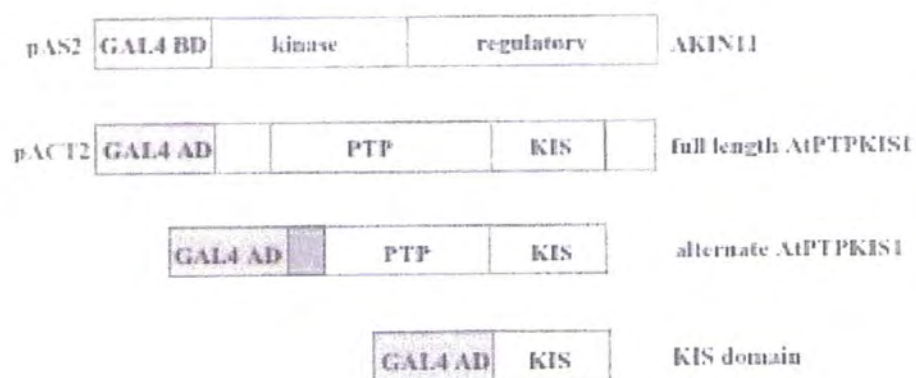 pAS2 GAL4 BD kinase regulatory AKIN11
pACT2 GAL4 AD PTP KIS full length AtPTPKIS1
GAL4 AD PTP KIS alternate AtPTPKIS1
GAL4 AD KIS KIS domain